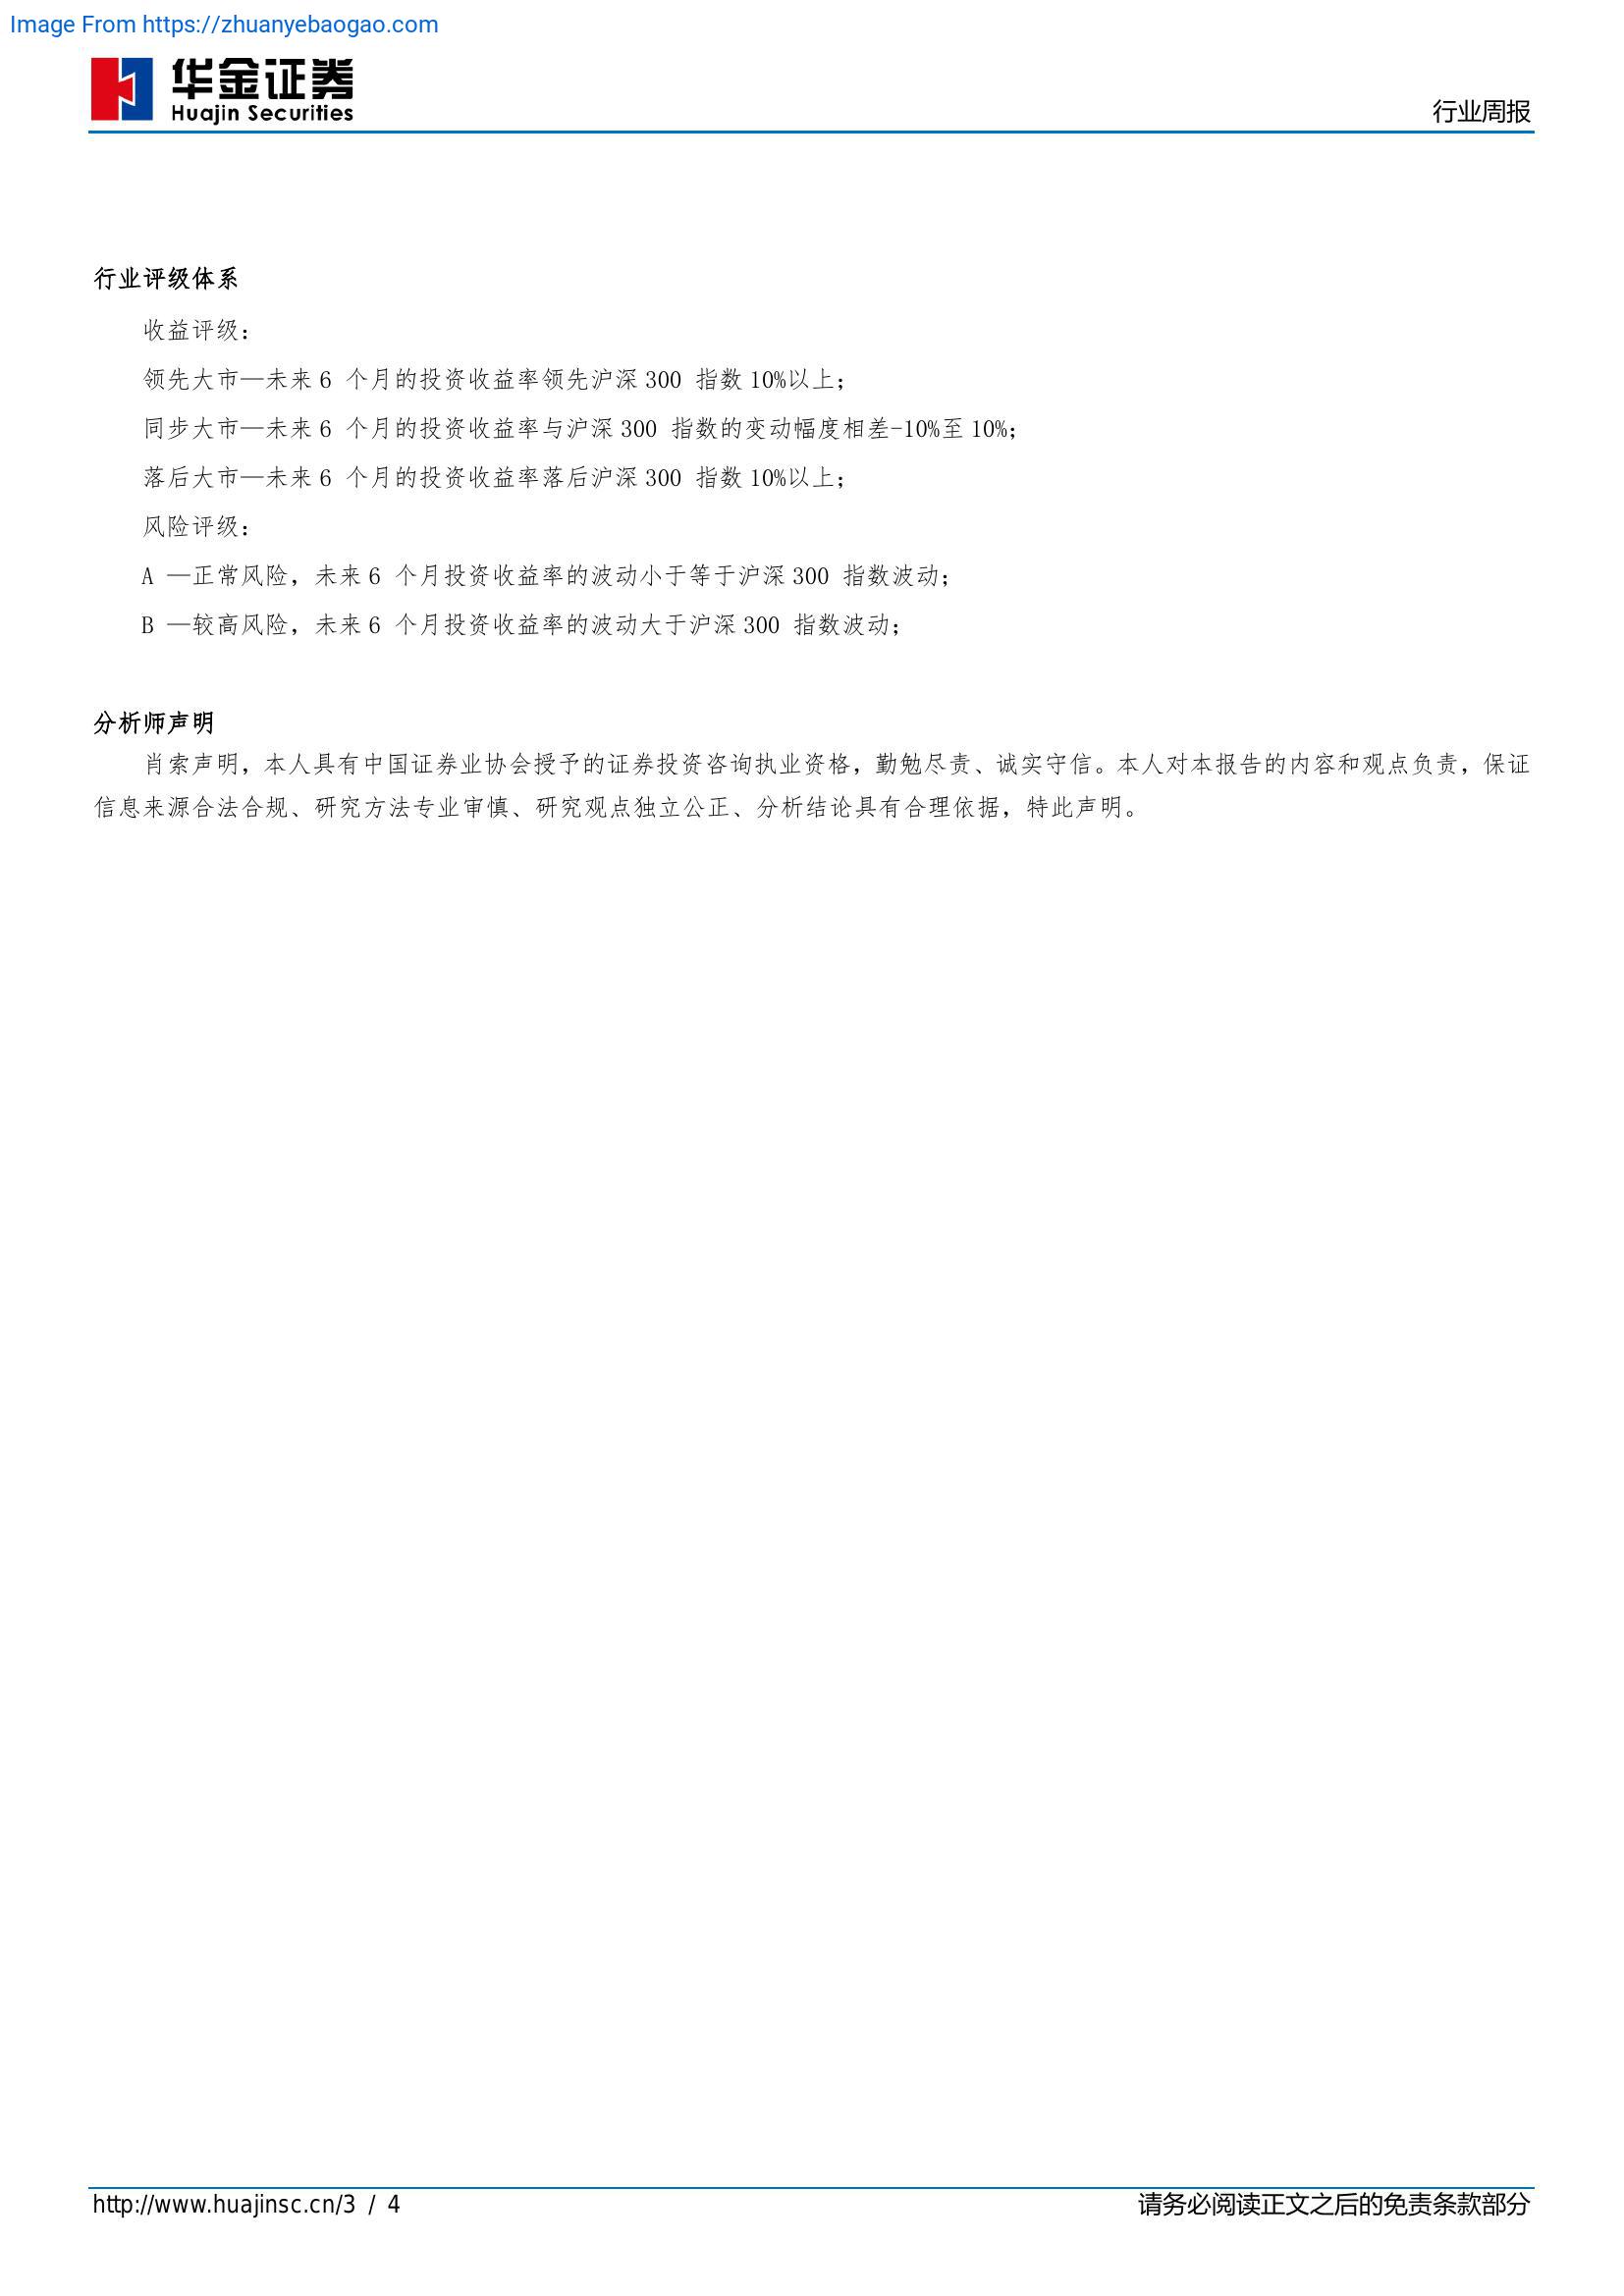 Image From https://zhuanyebaogao.com
华金证券
Huajin Securities
行业周报
行业评级体系
收益评级：
领先大市—未来 6 个月的投资收益率领先沪深 300 指数 10%以上；
同步大市—未来 6 个月的投资收益率与沪深 300 指数的变动幅度相差-10%至 10%；
落后大市—未来 6 个月的投资收益率落后沪深 300 指数 10%以上；
风险评级：
A —正常风险，未来 6 个月投资收益率的波动小于等于沪深 300 指数波动；
B —较高风险，未来 6 个月投资收益率的波动大于沪深 300 指数波动；
分析师声明
肖索声明，本人具有中国证券业协会授予的证券投资咨询执业资格，勤勉尽责、诚实守信。本人对本报告的内容和观点负责，保证
信息来源合法合规、研究方法专业审慎、研究观点独立公正、分析结论具有合理依据，特此声明。
http://www.huajinsc.cn/3 / 4
请务必阅读正文之后的免责条款部分